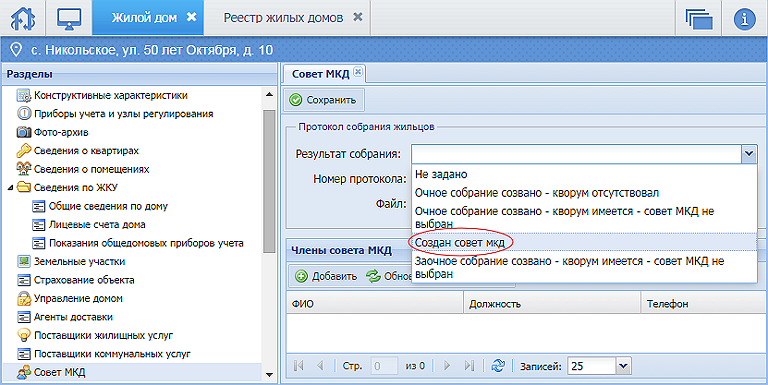 Жилой дом
Реестр жилых домов
с. Никольское, ул. 50 лет Октября, д. 10
Разделы
Конструктивные характеристики
Приборы учета и узлы регулирования
Фото-архив
Сведения о квартирах
Сведения о помещениях
Сведения по ЖКУ
Общие сведения по дому
Лицевые счета дома
Показания общедомовых приборов учета
Земельные участки
Страхование объекта
Управление домом
Агенты доставки
Поставщики жилищных услуг
Поставщики коммунальных услуг
Совет МКД
Совет МКД
Сохранить
Протокол собрания жильцов
Результат собрания:
Номер протокола:
Файл:
Не задано
Очное собрание созвано - кворум отсутствовал
Очное собрание созвано - кворум имеется - совет МКД не
выбран
Создан совет мкд
Заочное собрание созвано - кворум имеется - совет МКД не
выбран
Члены совета МКД
Добавить
ФИО Должность Телефон
Стр. 0 из 0 Записей: 25